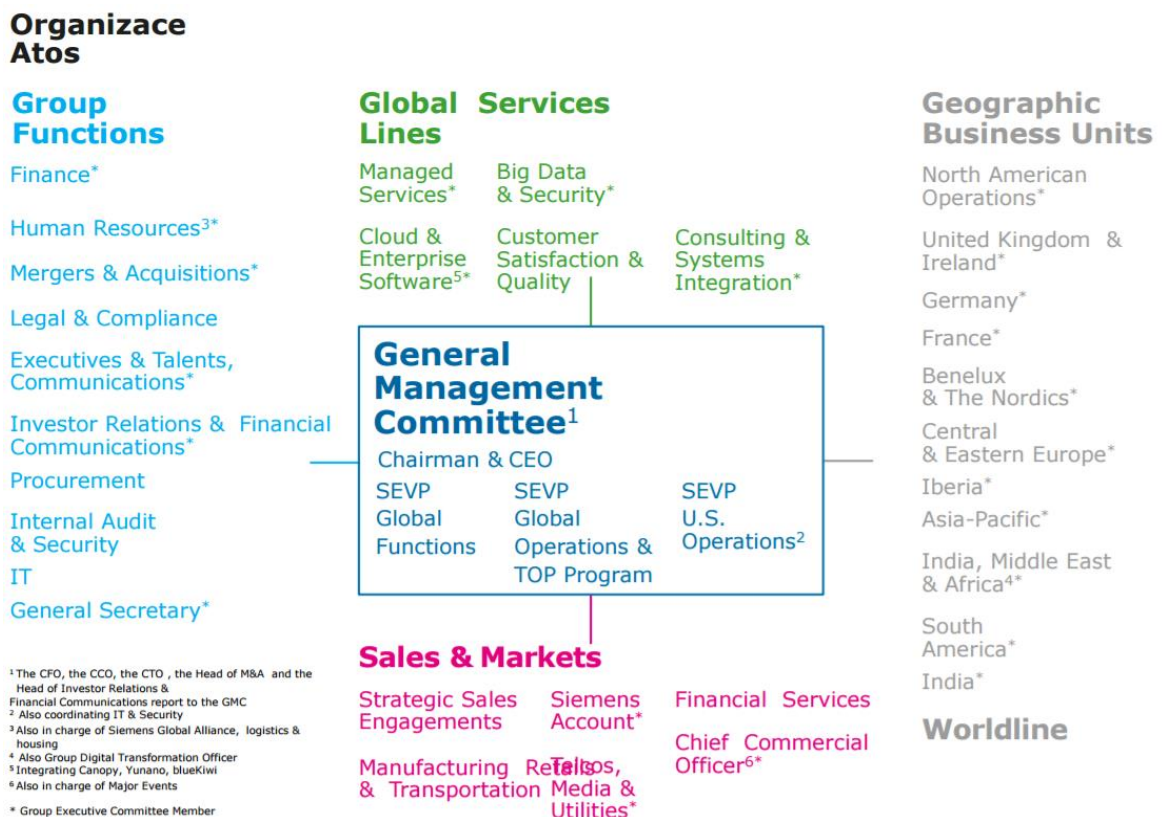 Organizace
Atos
Group
Functions
Finance*
Human Resources3*
Mergers & Acquisitions*
Legal & Compliance
Executives & Talents,
Communications*
Investor Relations & Financial
Communications*
Procurement
Internal Audit
& Security
IT
General Secretary*
1 The CFO, the CCO, the CTO , the Head of M&A and the
Head of Investor Relations &
Financial Communications report to the GMC
2 Also coordinating IT & Security
3 Also in charge of Siemens Global Alliance, logistics &
housing
4 Also Group Digital Transformation Officer
5 Integrating Canopy, Yunano, blueKiwi
6 Also in charge of Major Events
* Group Executive Committee Member
Global Services
Lines
Managed
Services*
Big Data
& Security*
Cloud &
Enterprise
Software5*
Customer
Satisfaction &
Quality
Consulting &
Systems
Integration*
General
Management
Committee1
Chairman & CEO
SEVP
Global
Functions
SEVP
Global
Operations &
TOP Program
SEVP
U.S.
Operations2
Sales & Markets
Strategic Sales
Engagements
Siemens
Account*
Financial Services
Manufacturing Retails
& Transportation
Telcos,
Media &
Utilities*
Chief Commercial
Officer6*
Geographic
Business Units
North American
Operations*
United Kingdom &
Ireland*
Germany*
France*
Benelux
& The Nordics*
Central
& Eastern Europe*
Iberia*
Asia-Pacific*
India, Middle East
& Africa4*
South
America*
India*
Worldline